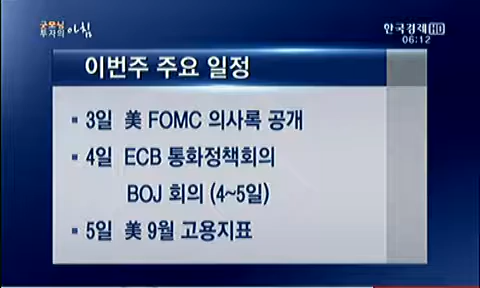 굿모닝
투자의 아침
한국경제 HD
06:12
이번주 주요 일정
▪ 3일 美 FOMC 의사록 공개
▪ 4일 ECB 통화정책회의
BOJ 회의 (4~5일)
▪ 5일 美 9월 고용지표